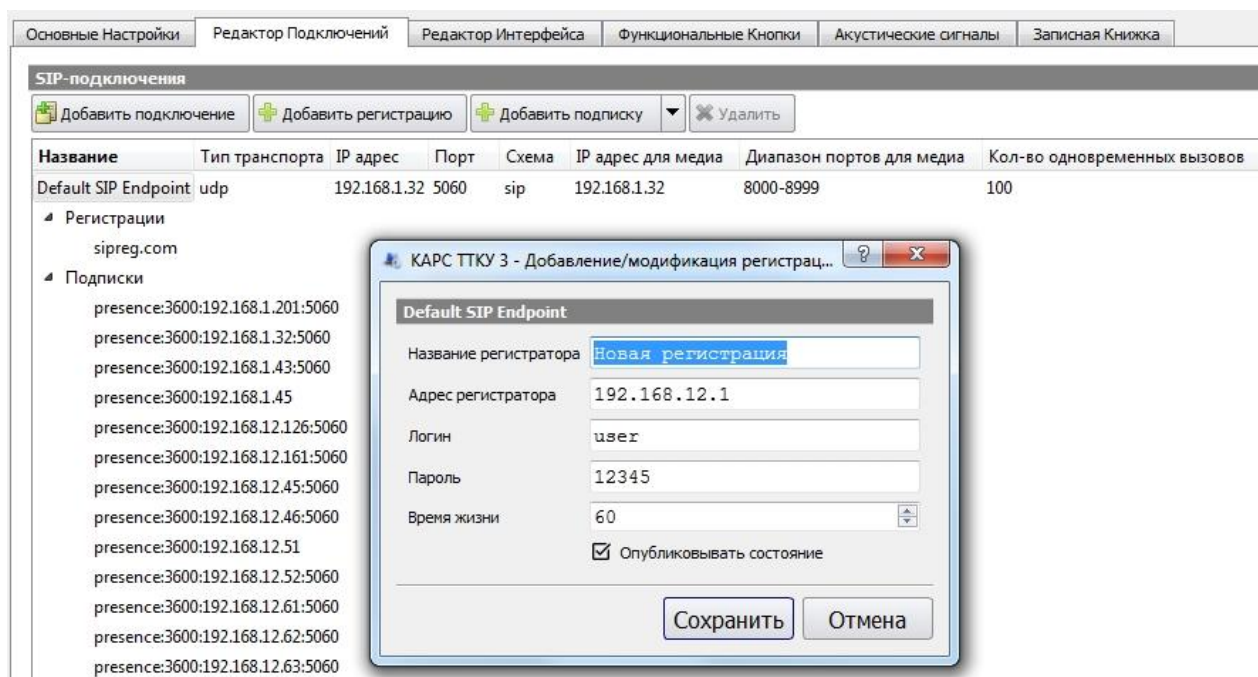 Основные Настройки Редактор Подключений Редактор Интерфейса Функциональные Кнопки Акустические сигналы Записная Книжка
SIP-подключения
Добавить подключение Добавить регистрацию Добавить подписку Удалить
Название Тип транспорта IP адрес Порт Схема IP адрес для медиа Диапазон портов для медиа Кол-во одновременных вызовов
Default SIP Endpoint udp 192.168.1.32 5060 sip 192.168.1.32 8000-8999 100
Регистрации
sipreg.com
Подписки
presence:3600:192.168.1.201:5060
presence:3600:192.168.1.32:5060
presence:3600:192.168.1.43:5060
presence:3600:192.168.1.45
presence:3600:192.168.12.126:5060
presence:3600:192.168.12.161:5060
presence:3600:192.168.12.45:5060
presence:3600:192.168.12.46:5060
presence:3600:192.168.12.51
presence:3600:192.168.12.52:5060
presence:3600:192.168.12.61:5060
presence:3600:192.168.12.62:5060
presence:3600:192.168.12.63:5060
КАРС ТТКУ 3 - Добавление/модификация регистрац...
Default SIP Endpoint
Название регистратора Новая регистрация
Адрес регистратора 192.168.12.1
Логин user
Пароль 12345
Время жизни 60
Опубликовывать состояние
Сохранить Отмена